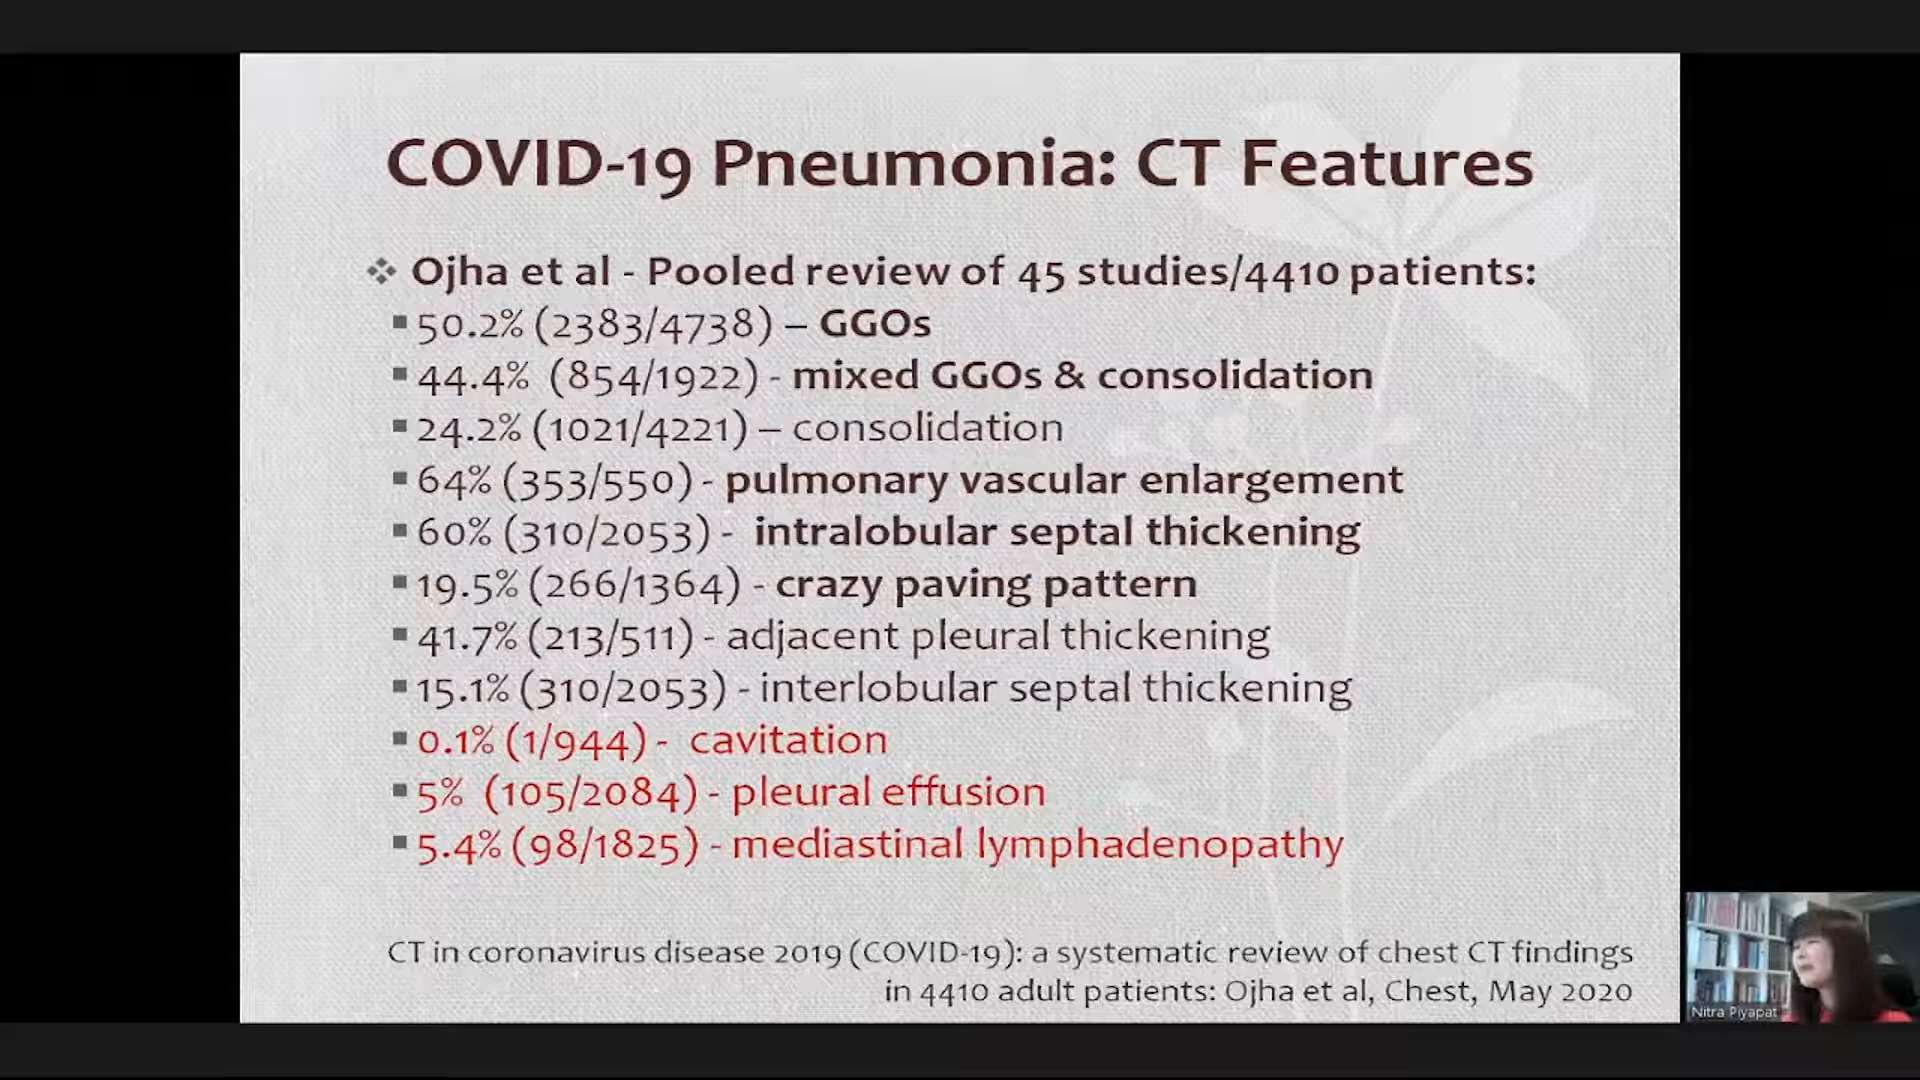 COVID-19 Pneumonia: CT Features
Ojha et al - Pooled review of 45 studies/4410 patients:
50.2% (2383/4738) – GGOs
44.4% (854/1922) - mixed GGOs & consolidation
24.2% (1021/4221) – consolidation
64% (353/550) - pulmonary vascular enlargement
60% (310/2053) - intralobular septal thickening
19.5% (266/1364) - crazy paving pattern
41.7% (213/511) - adjacent pleural thickening
15.1% (310/2053) - interlobular septal thickening
0.1% (1/944) - cavitation
5% (105/2084) - pleural effusion
5.4% (98/1825) - mediastinal lymphadenopathy
CT in coronavirus disease 2019 (COVID-19): a systematic review of chest CT findings
in 4410 adult patients: Ojha et al, Chest, May 2020
Nitra Piyapat